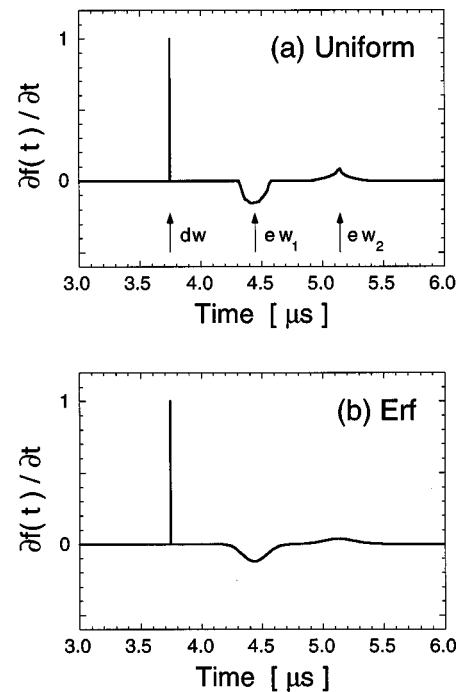 (a) Uniform
1
0
∂f(t)/∂t
dw
ew₁
ew₂
3.0 3.5 4.0 4.5 5.0 5.5 6.0
Time [μs]
(b) Erf
1
0
∂f(t)/∂t
3.0 3.5 4.0 4.5 5.0 5.5 6.0
Time [μs]